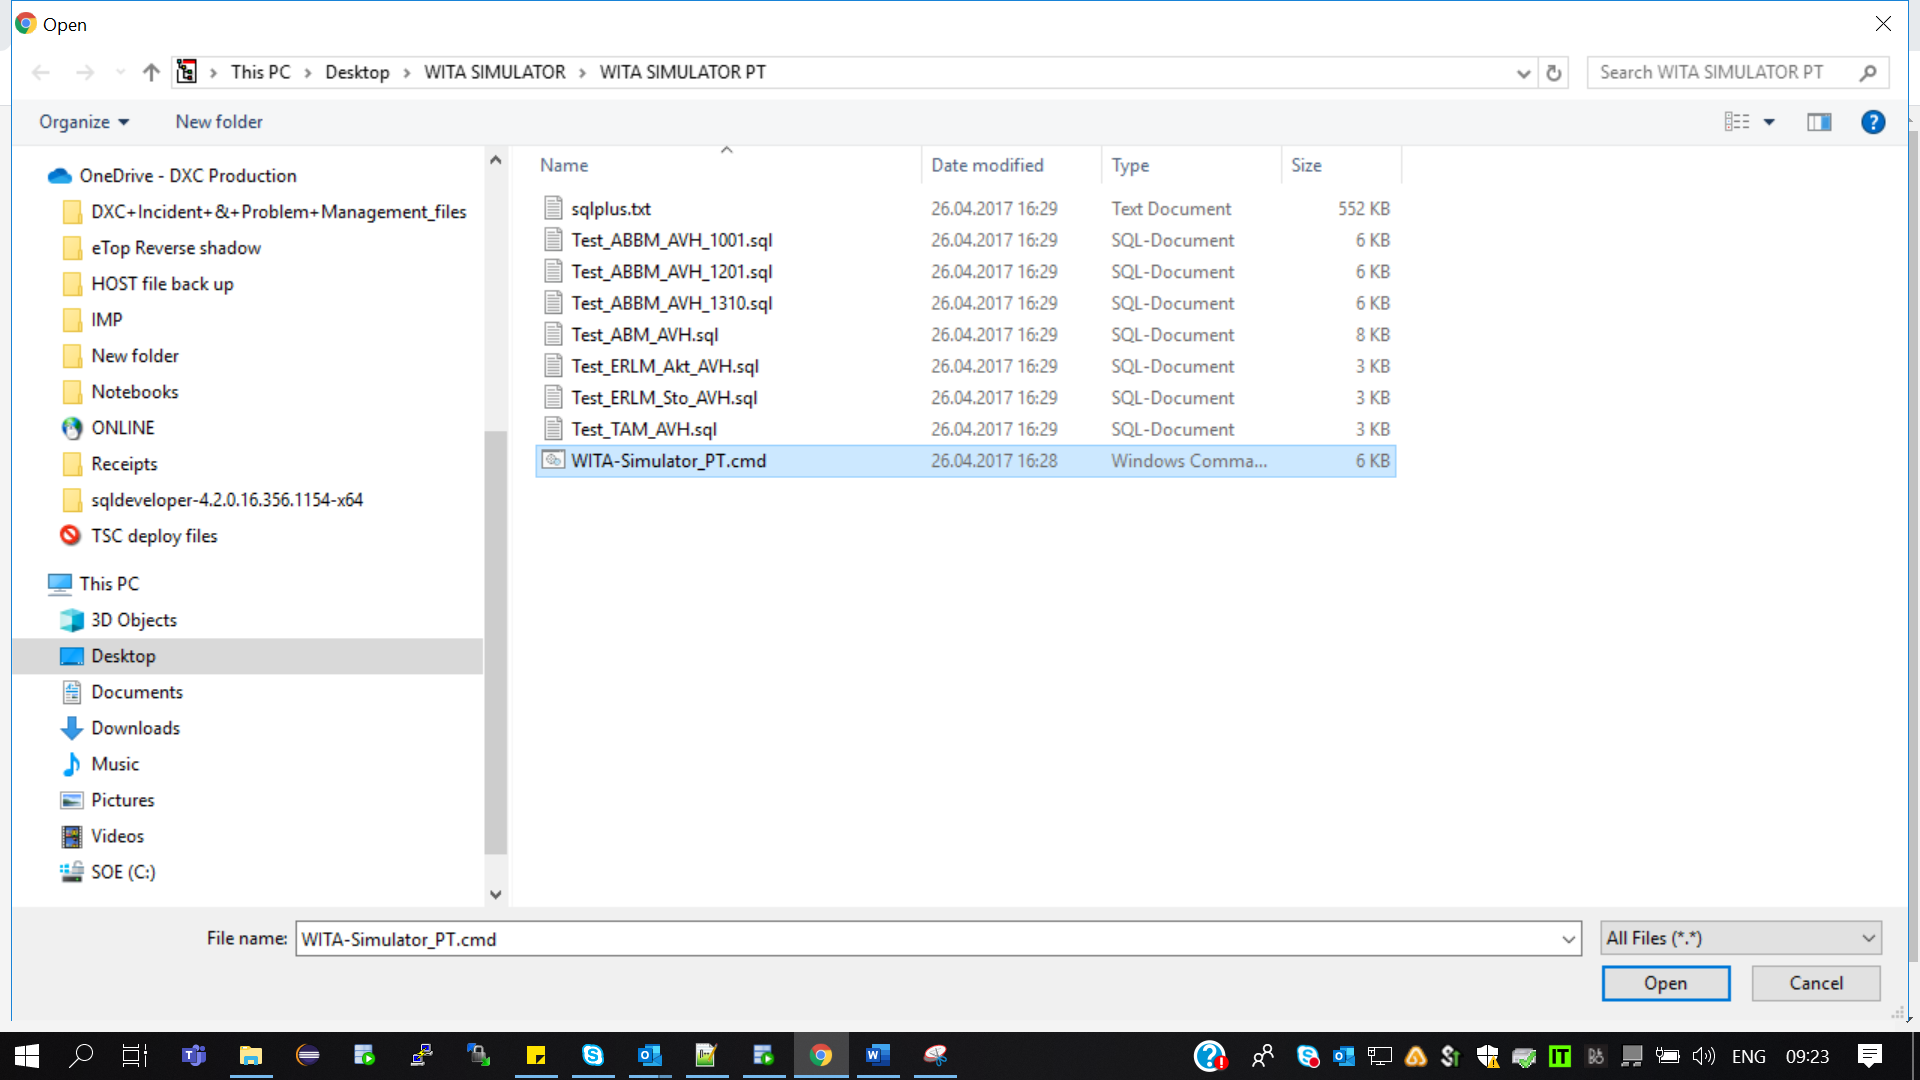 Open
This PC > Desktop > WITA SIMULATOR > WITA SIMULATOR PT
Search WITA SIMULATOR PT
Organize
New folder
OneDrive - DXC Production
DXC+Incident+&+Problem+Management_files
eTop Reverse shadow
HOST file back up
IMP
New folder
Notebooks
ONLINE
Receipts
sqldeveloper-4.2.0.16.356.1154-x64
TSC deploy files
This PC
3D Objects
Desktop
Documents
Downloads
Music
Pictures
Videos
SOE (C:)
Name Date modified Type Size
sqlplus.txt 26.04.2017 16:29 Text Document 552 KB
Test_ABBM_AVH_1001.sql 26.04.2017 16:29 SQL-Document 6 KB
Test_ABBM_AVH_1201.sql 26.04.2017 16:29 SQL-Document 6 KB
Test_ABBM_AVH_1310.sql 26.04.2017 16:29 SQL-Document 6 KB
Test_ABM_AVH.sql 26.04.2017 16:29 SQL-Document 8 KB
Test_ERLM_Akt_AVH.sql 26.04.2017 16:29 SQL-Document 3 KB
Test_ERLM_Sto_AVH.sql 26.04.2017 16:29 SQL-Document 3 KB
Test_TAM_AVH.sql 26.04.2017 16:29 SQL-Document 3 KB
WITA-Simulator_PT.cmd 26.04.2017 16:28 Windows Comma... 6 KB
File name: WITA-Simulator_PT.cmd
All Files (*.*)
Open
Cancel
ENG 09:23